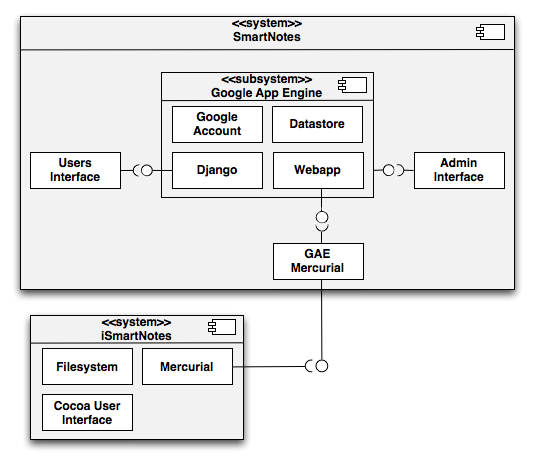 <<system>>
SmartNotes
<<subsystem>>
Google App Engine
Google
Account
Datastore
Users
Interface
Django
Webapp
Admin
Interface
GAE
Mercurial
<<system>>
iSmartNotes
Filesystem
Mercurial
Cocoa User
Interface